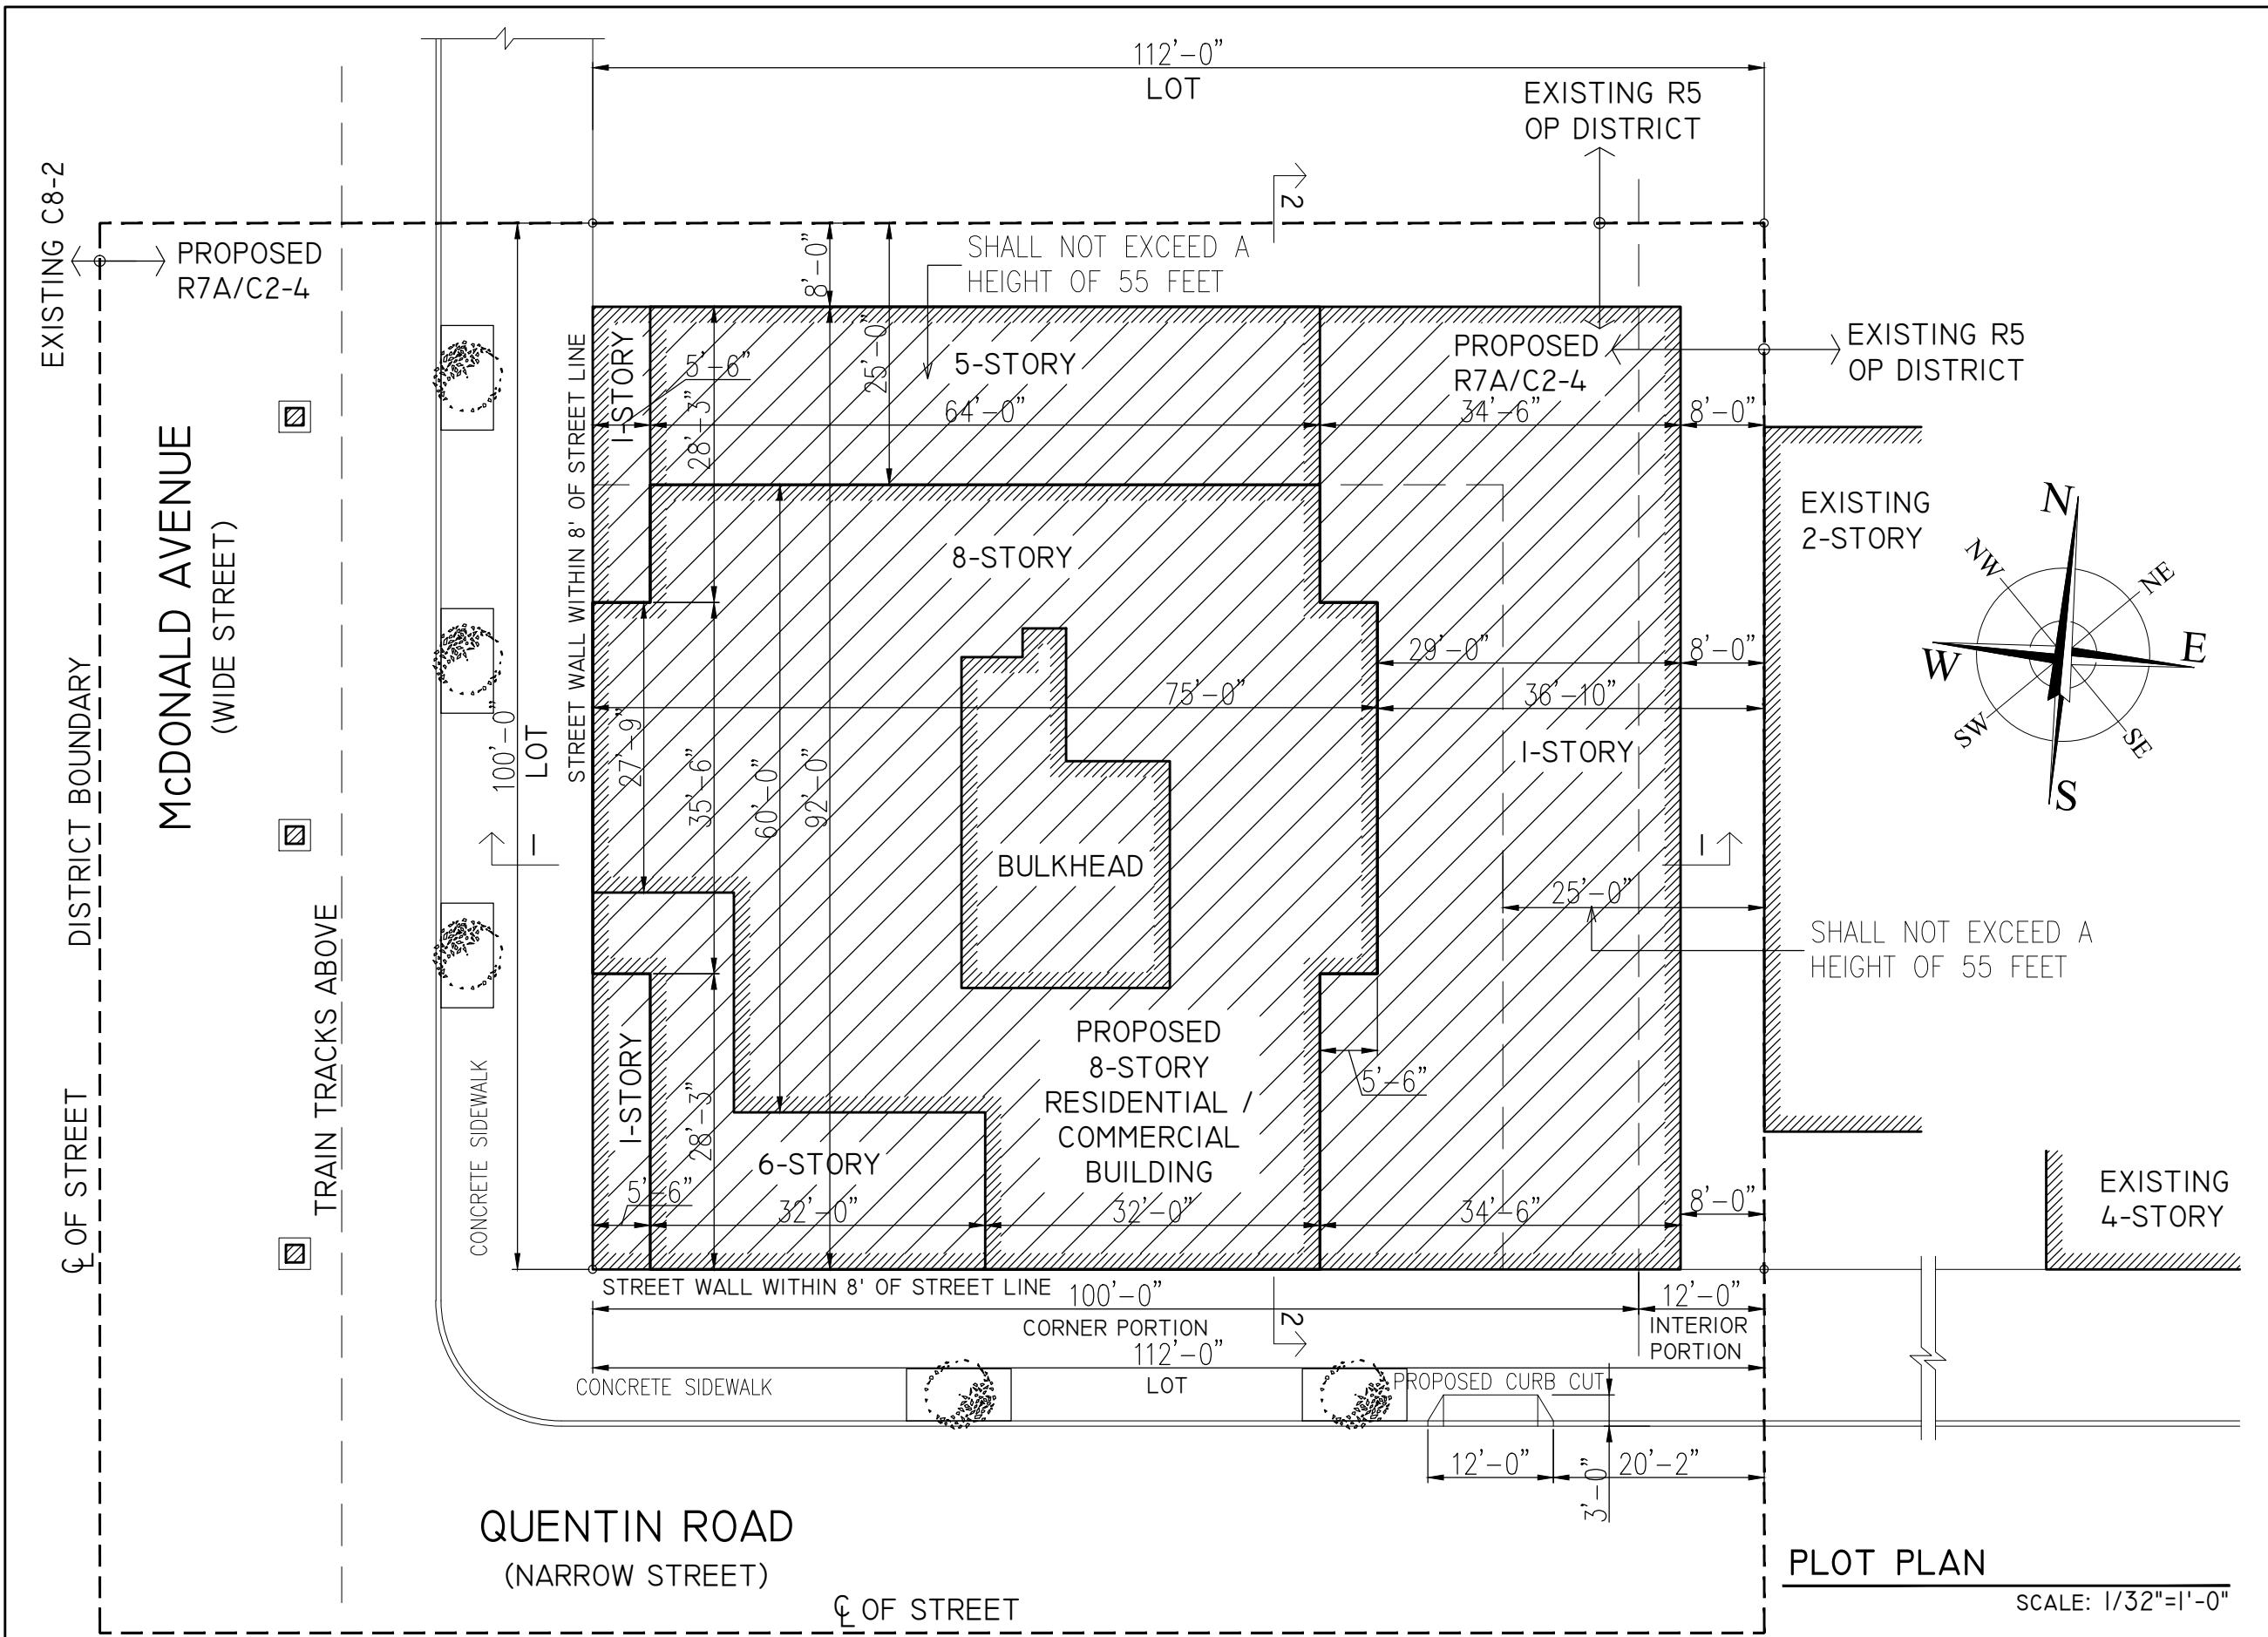 112'-0"
LOT
EXISTING R5
OP DISTRICT
2
EXISTING C8-2
PROPOSED
R7A/C2-4
8'-0"
SHALL NOT EXCEED A
HEIGHT OF 55 FEET
25'-0"
1-STORY
5'-6"
28'-3"
5-STORY
64'-0"
PROPOSED
R7A/C2-4
34'-6"
8'-0"
EXISTING R5
OP DISTRICT
McDONALD AVENUE
(WIDE STREET)
STREET WALL WITHIN 8' OF STREET LINE
EXISTING
2-STORY
N
NE
E
SE
S
SW
W
NW
8-STORY
29'-0"
8'-0"
75'-0"
36'-10"
DISTRICT BOUNDARY
100'-0"
LOT
27'-9"
35'-6"
60'-0"
92'-0"
1-STORY
1
BULKHEAD
1
25'-0"
SHALL NOT EXCEED A
HEIGHT OF 55 FEET
TRAIN TRACKS ABOVE
CONCRETE SIDEWALK
℄ OF STREET
1-STORY
28'-3"
PROPOSED
8-STORY
RESIDENTIAL /
COMMERCIAL
BUILDING
5'-6"
6-STORY
5'-6"
32'-0"
32'-0"
34'-6"
8'-0"
EXISTING
4-STORY
STREET WALL WITHIN 8' OF STREET LINE
100'-0"
CORNER PORTION
2
12'-0"
INTERIOR
PORTION
112'-0"
LOT
CONCRETE SIDEWALK
PROPOSED CURB CUT
12'-0"
3'-0"
20'-2"
QUENTIN ROAD
(NARROW STREET)
℄ OF STREET
PLOT PLAN
SCALE: 1/32"=1'-0"